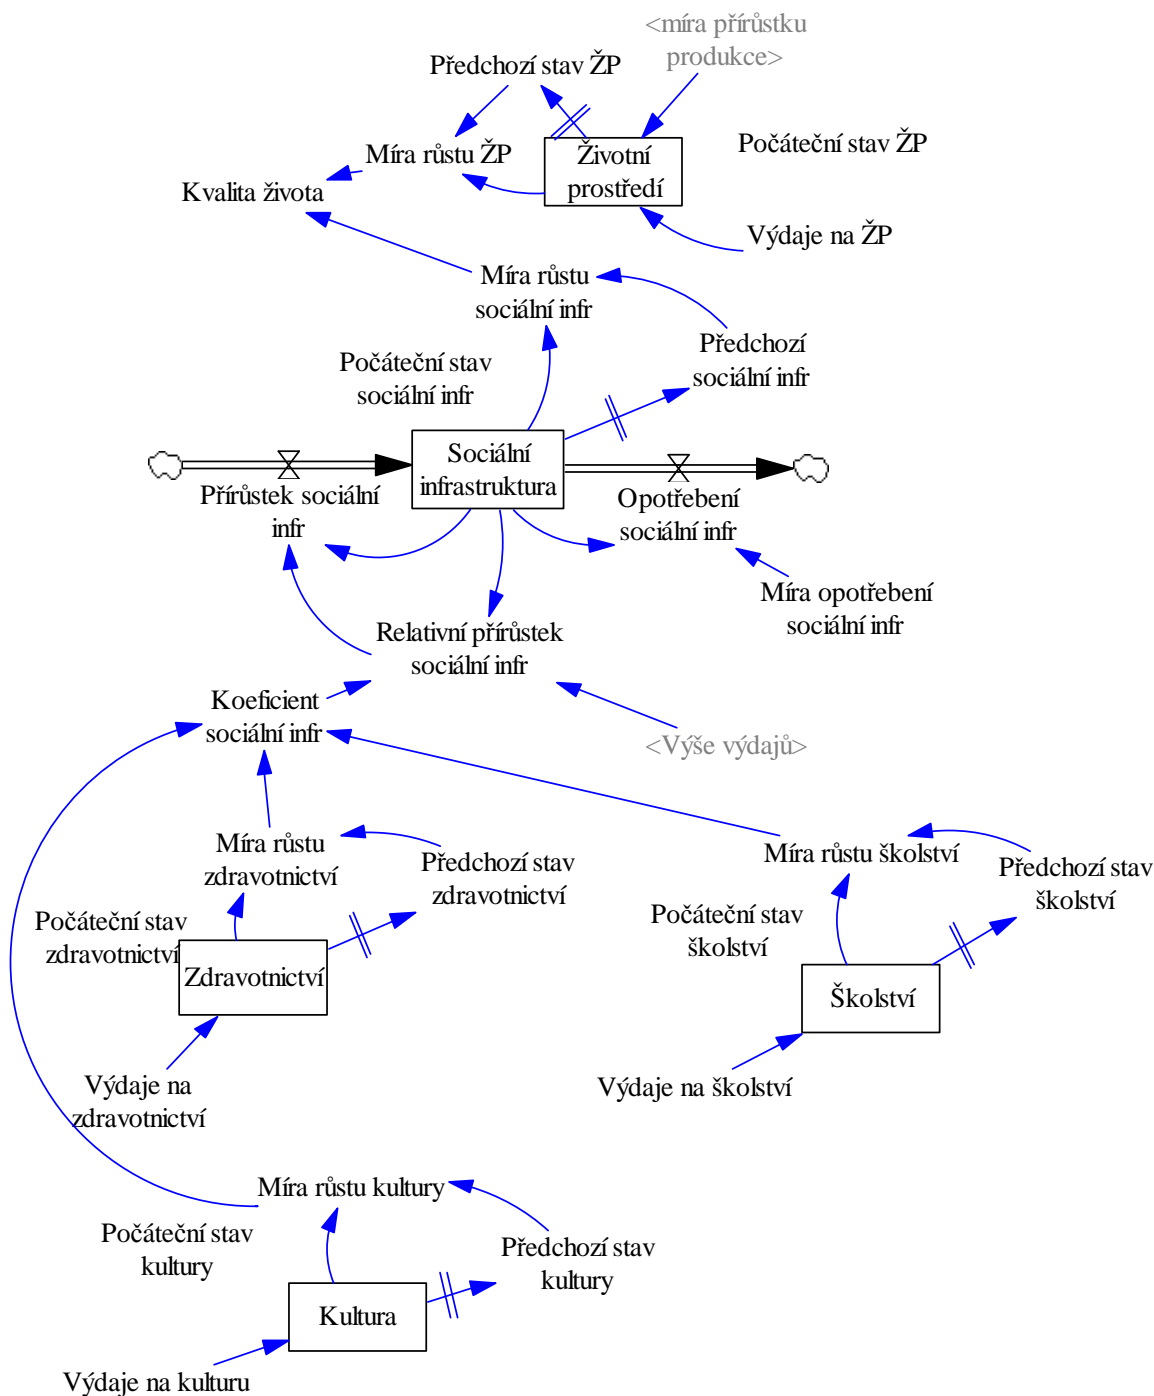 <míra přírůstku
produkce>
Předchozí stav ŽP
Počáteční stav ŽP
Míra růstu ŽP
Životní
prostředí
Kvalita života
Výdaje na ŽP
Míra růstu
sociální infr
Předchozí
sociální infr
Počáteční stav
sociální infr
Sociální
infrastruktura
Přírůstek sociální
infr
Opotřebení
sociální infr
Míra opotřebení
sociální infr
Relativní přírůstek
sociální infr
Koeficient
sociální infr
<Výše výdajů>
Míra růstu
zdravotnictví
Předchozí stav
zdravotnictví
Míra růstu školství
Předchozí stav
školství
Počáteční stav
zdravotnictví
Počáteční stav
školství
Zdravotnictví
Školství
Výdaje na
zdravotnictví
Výdaje na školství
Míra růstu kultury
Počáteční stav
kultury
Předchozí stav
kultury
Kultura
Výdaje na kulturu